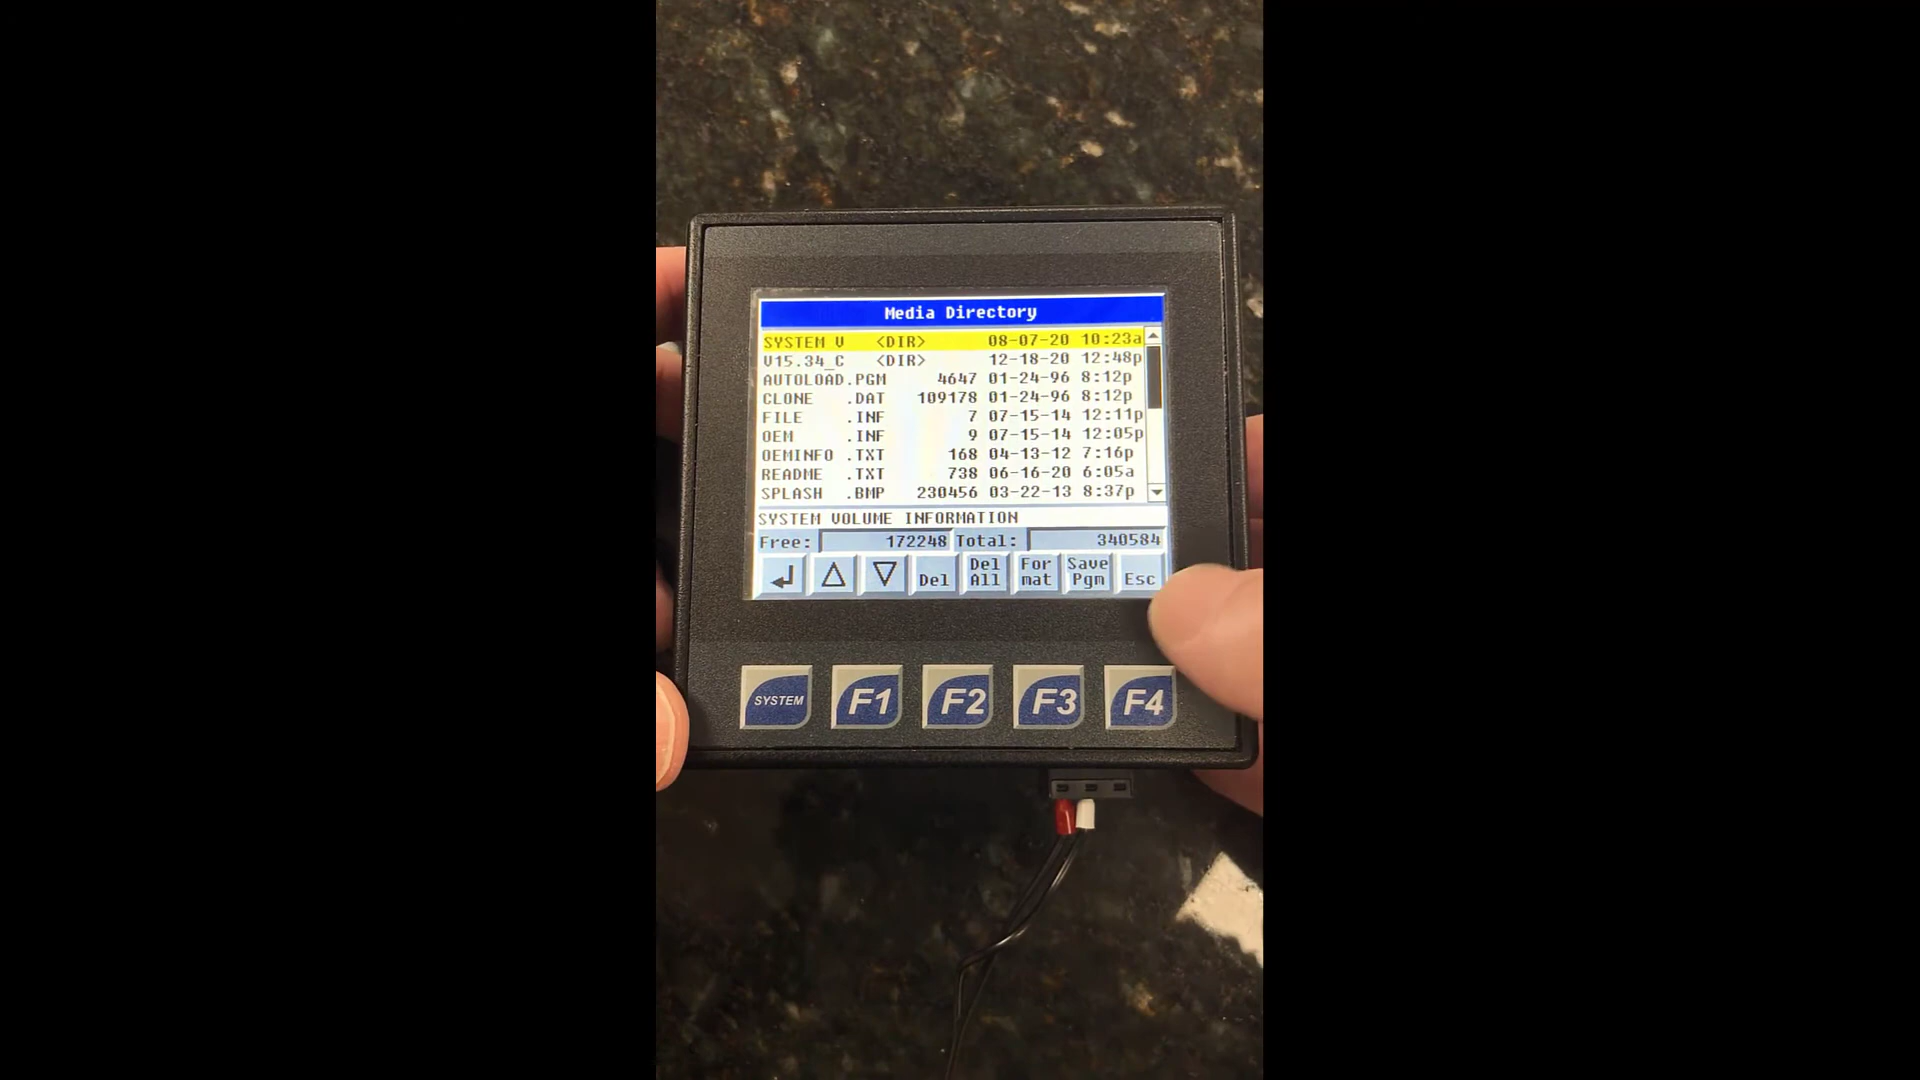 Media Directory
SYSTEM V <DIR> 08-07-20 10:23a
V15.34_C <DIR> 12-18-20 12:48p
AUTOLOAD.PGM 4647 01-24-96 8:12p
CLONE .DAT 109178 01-24-96 8:12p
FILE .INF 7 07-15-14 12:11p
OEM .INF 9 07-15-14 12:05p
OEMINFO .TXT 168 04-13-12 7:16p
README .TXT 738 06-16-20 6:05a
SPLASH .BMP 230456 03-22-13 8:37p
SYSTEM VOLUME INFORMATION
Free: 172248 Total: 340584
Del Del All For mat Save Pgm Esc
SYSTEM F1 F2 F3 F4